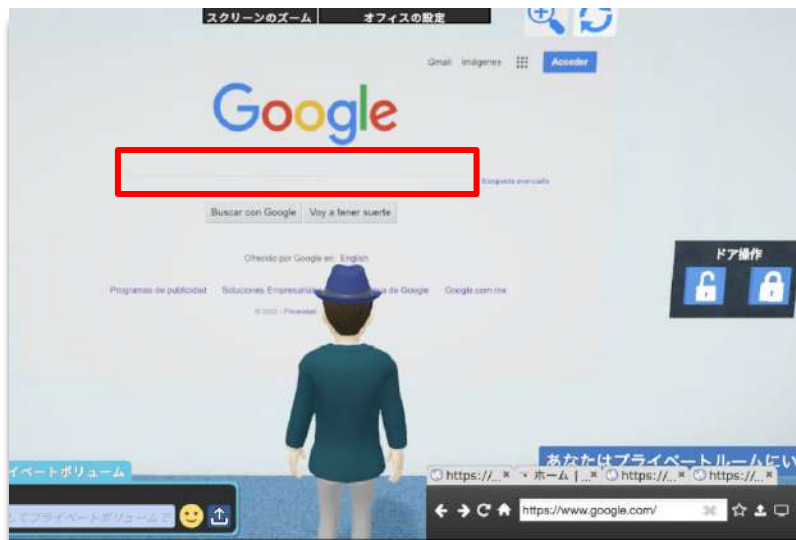 スクリーンのズーム オフィスの設定
Gmail Imágenes Acceder
Google
Búsqueda avanzada
Buscar con Google Voy a tener suerte
Ofrecido por Google en: English
Programas de publicidad Soluciones Empresariales de Google Google.com.mx
ドア操作
あなたはプライベートルームにい
イベートボリューム
https://... ホーム | ... https://... https://...
してプライベートボリュームで
https://www.google.com/